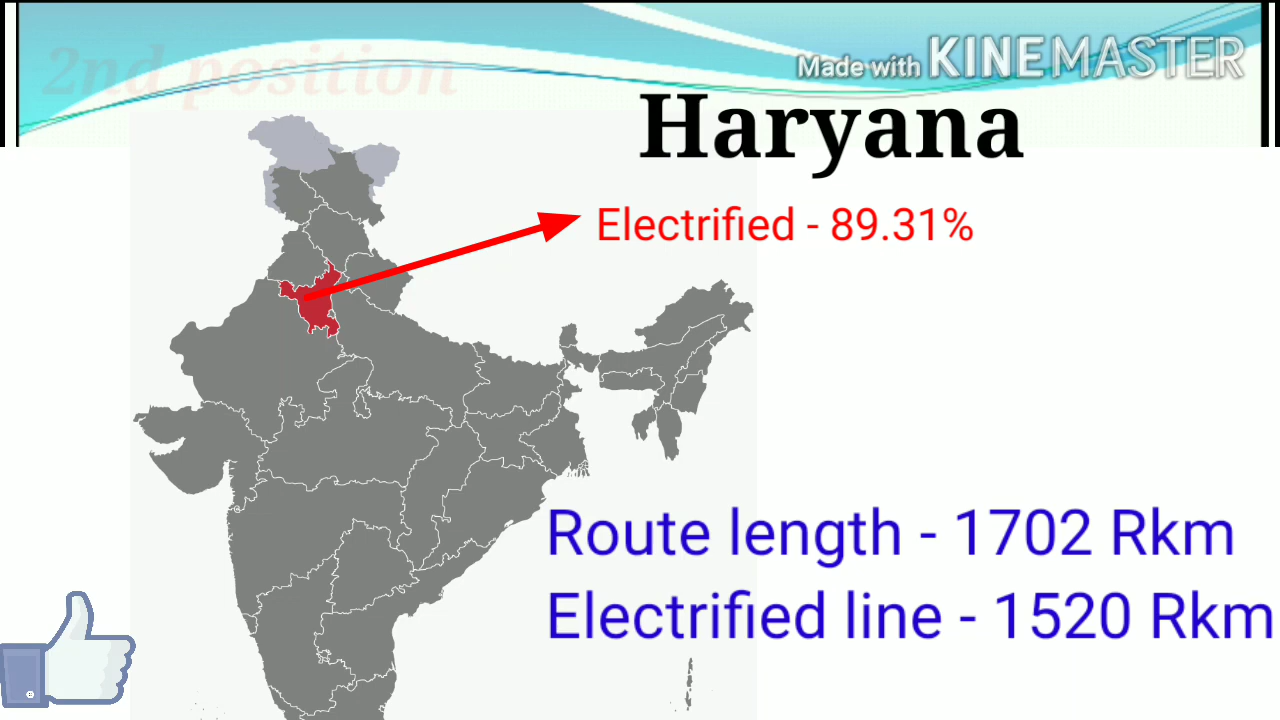 2nd position
Made with KINEMASTER
Haryana
Electrified - 89.31%
Route length - 1702 Rkm
Electrified line - 1520 Rkm